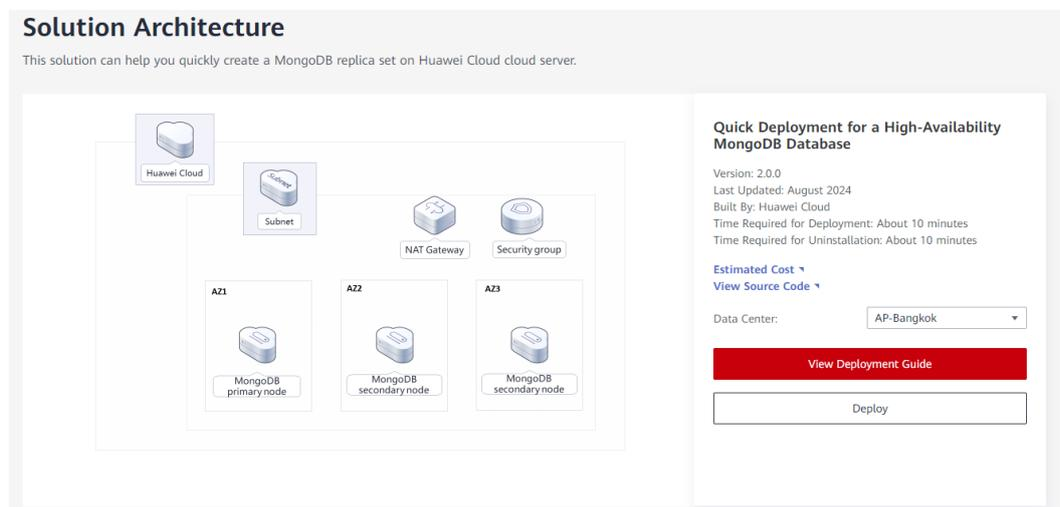 Solution Architecture
This solution can help you quickly create a MongoDB replica set on Huawei Cloud cloud server.
Huawei Cloud
Subnet
Subnet
NAT Gateway
Security group
AZ1
AZ2
AZ3
MongoDB
primary node
MongoDB
secondary node
MongoDB
secondary node
Quick Deployment for a High-Availability
MongoDB Database
Version: 2.0.0
Last Updated: August 2024
Built By: Huawei Cloud
Time Required for Deployment: About 10 minutes
Time Required for Uninstallation: About 10 minutes
Estimated Cost
View Source Code
Data Center:
AP-Bangkok
View Deployment Guide
Deploy